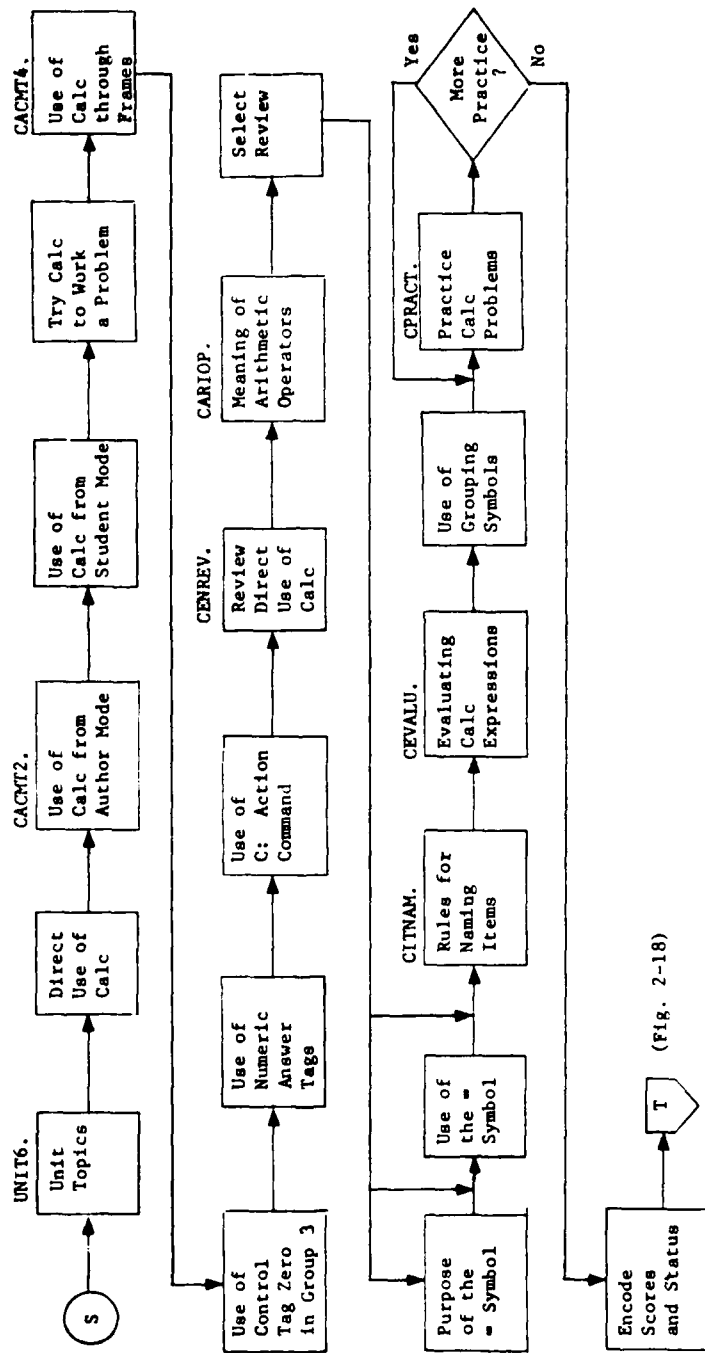 S
UNIT6.
Unit
Topics
Direct
Use of
Calc
CACMT2.
Use of
Calc from
Author Mode
Use of
Calc from
Student Mode
Try Calc
to Work
a Problem
CACMT4.
Use of
Calc
through
Frames
Use of
Control
Tag Zero
in Group 3
Use of
Numeric
Answer
Tags
Use of
C: Action
Command
CENREV.
Review
Direct
Use of
Calc
CARIOP.
Meaning of
Arithmetic
Operators
Select
Review
Purpose
of the
= Symbol
Use of
the =
Symbol
CITNAM.
Rules for
Naming
Items
CEVALU.
Evaluating
Calc
Expressions
Use of
Grouping
Symbols
CPRACT.
Practice
Calc
Problems
More
Practice
?
Yes
No
Encode
Scores
and Status
T
(Fig. 2-18)